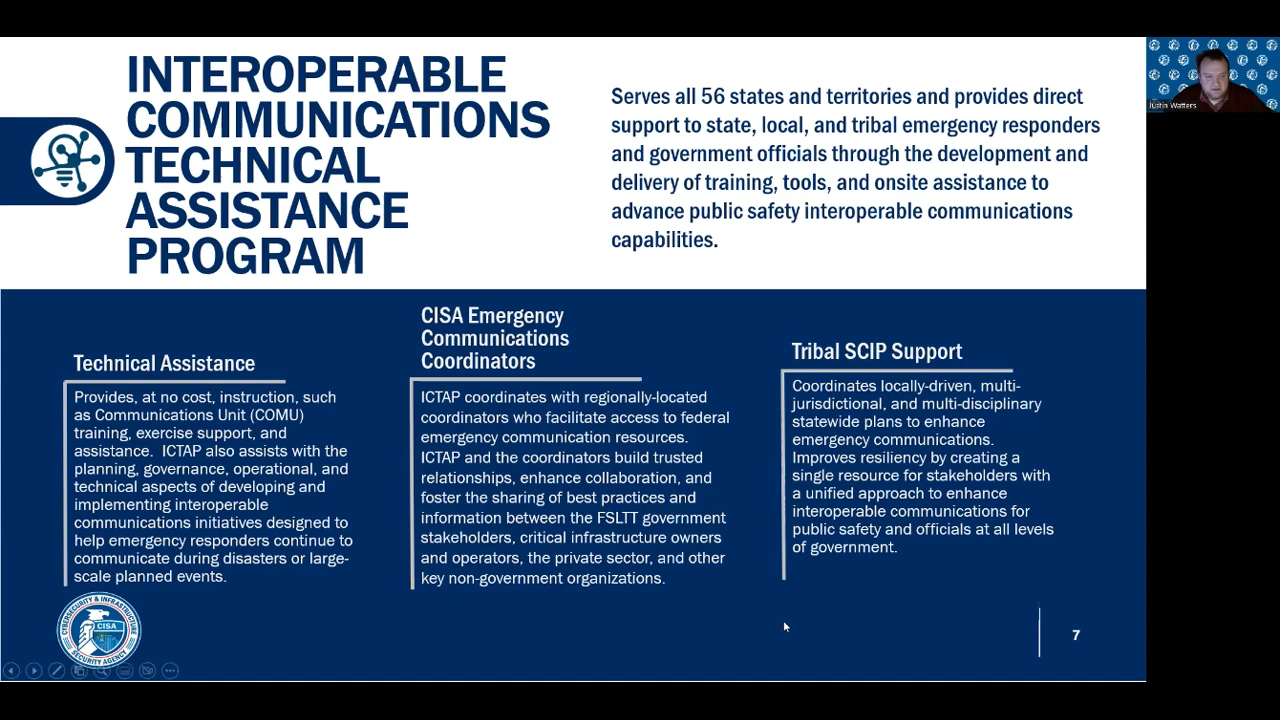 INTEROPERABLE
COMMUNICATIONS
TECHNICAL
ASSISTANCE
PROGRAM
Serves all 56 states and territories and provides direct
support to state, local, and tribal emergency responders
and government officials through the development and
delivery of training, tools, and onsite assistance to
advance public safety interoperable communications
capabilities.
Justin Watters
Technical Assistance
Provides, at no cost, instruction, such
as Communications Unit (COMU)
training, exercise support, and
assistance.  ICTAP also assists with the
planning, governance, operational, and
technical aspects of developing and
implementing interoperable
communications initiatives designed to
help emergency responders continue to
communicate during disasters or large-
scale planned events.
CISA Emergency
Communications
Coordinators
ICTAP coordinates with regionally-located
coordinators who facilitate access to federal
emergency communication resources.
ICTAP and the coordinators build trusted
relationships, enhance collaboration, and
foster the sharing of best practices and
information between the FSLTT government
stakeholders, critical infrastructure owners
and operators, the private sector, and other
key non-government organizations.
Tribal SCIP Support
Coordinates locally-driven, multi-
jurisdictional, and multi-disciplinary
statewide plans to enhance
emergency communications.
Improves resiliency by creating a
single resource for stakeholders with
a unified approach to enhance
interoperable communications for
public safety and officials at all levels
of government.
CYBERSECURITY & INFRASTRUCTURE
CISA
SECURITY AGENCY
7